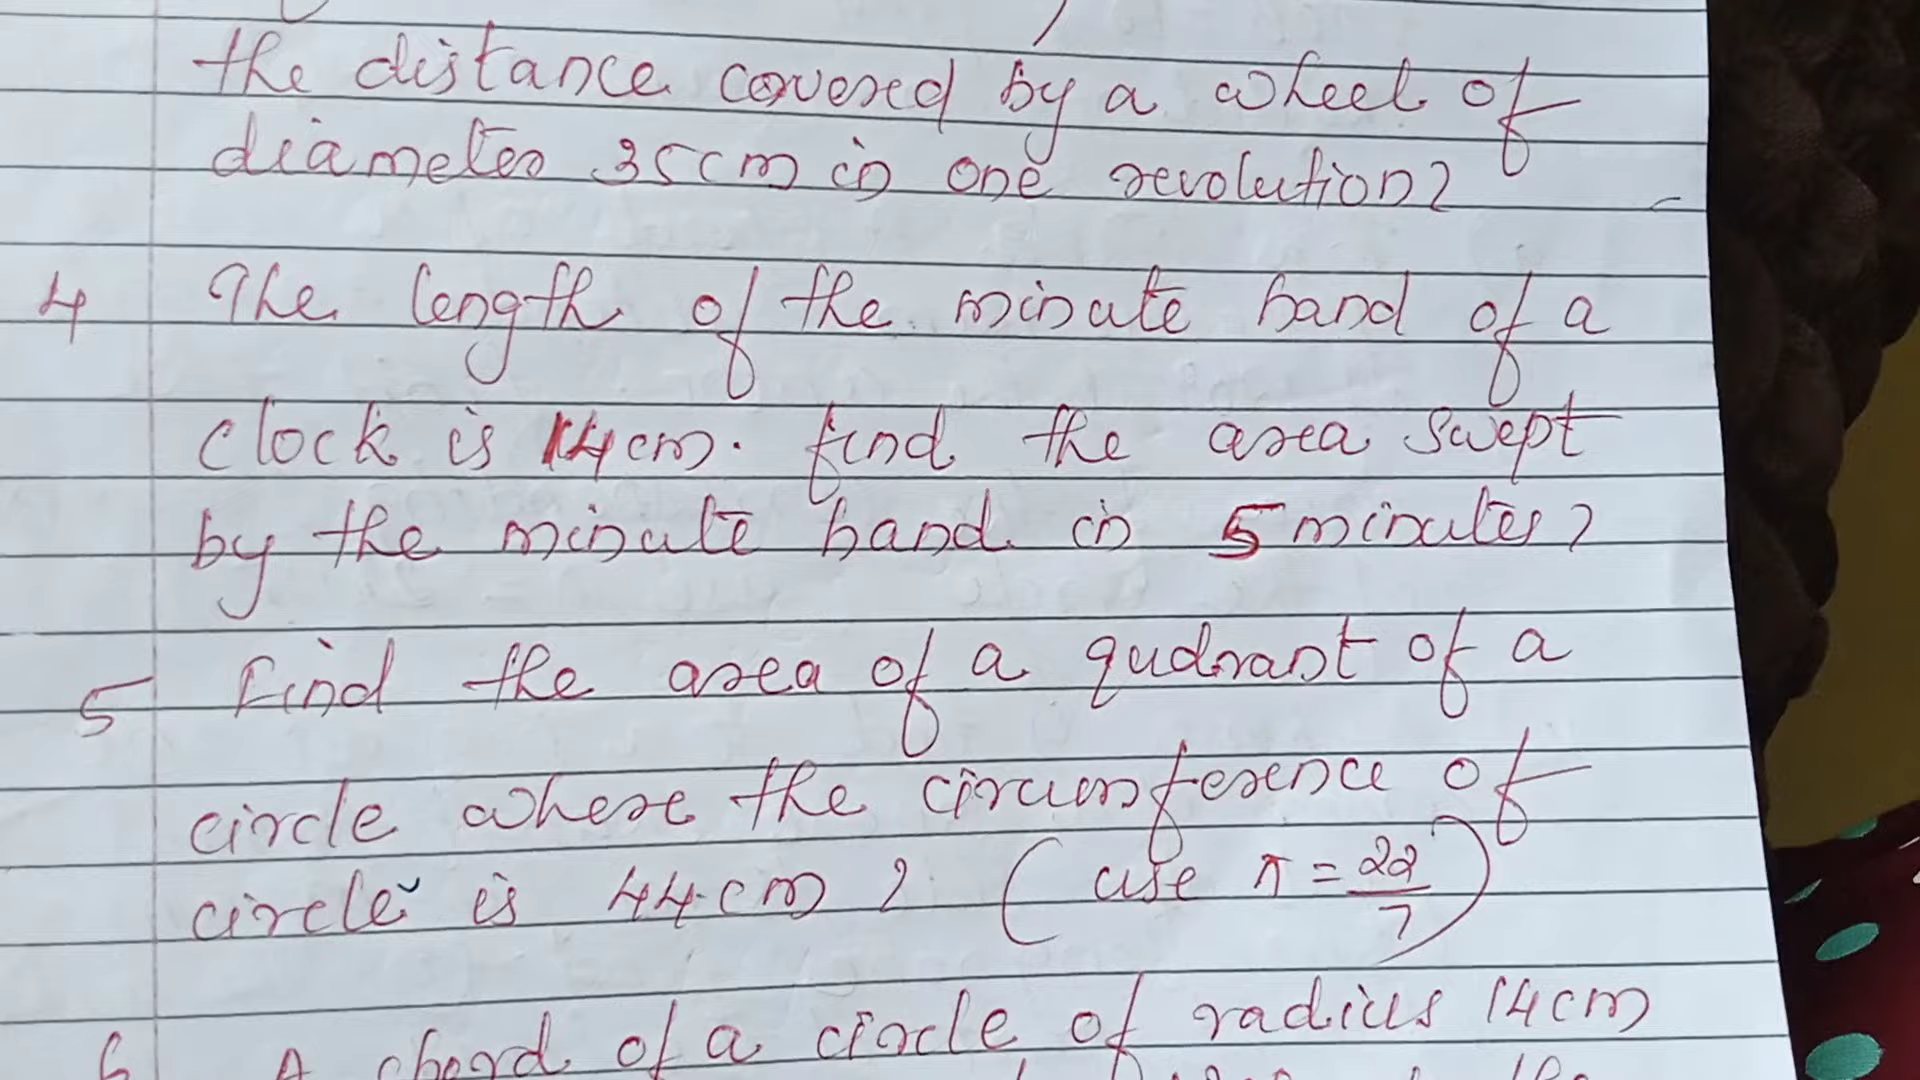 the distance covered by a wheel of
diameter 35cm in one revolution?
4 The length of the minute hand of a
clock is 14cm. find the area swept
by the minute hand in 5 minutes?
5 Find the area of a qudrant of a
circle where the circumference of
circle is 44cm? (use π = 22/7)
6 A chord of a circle of radius 14cm